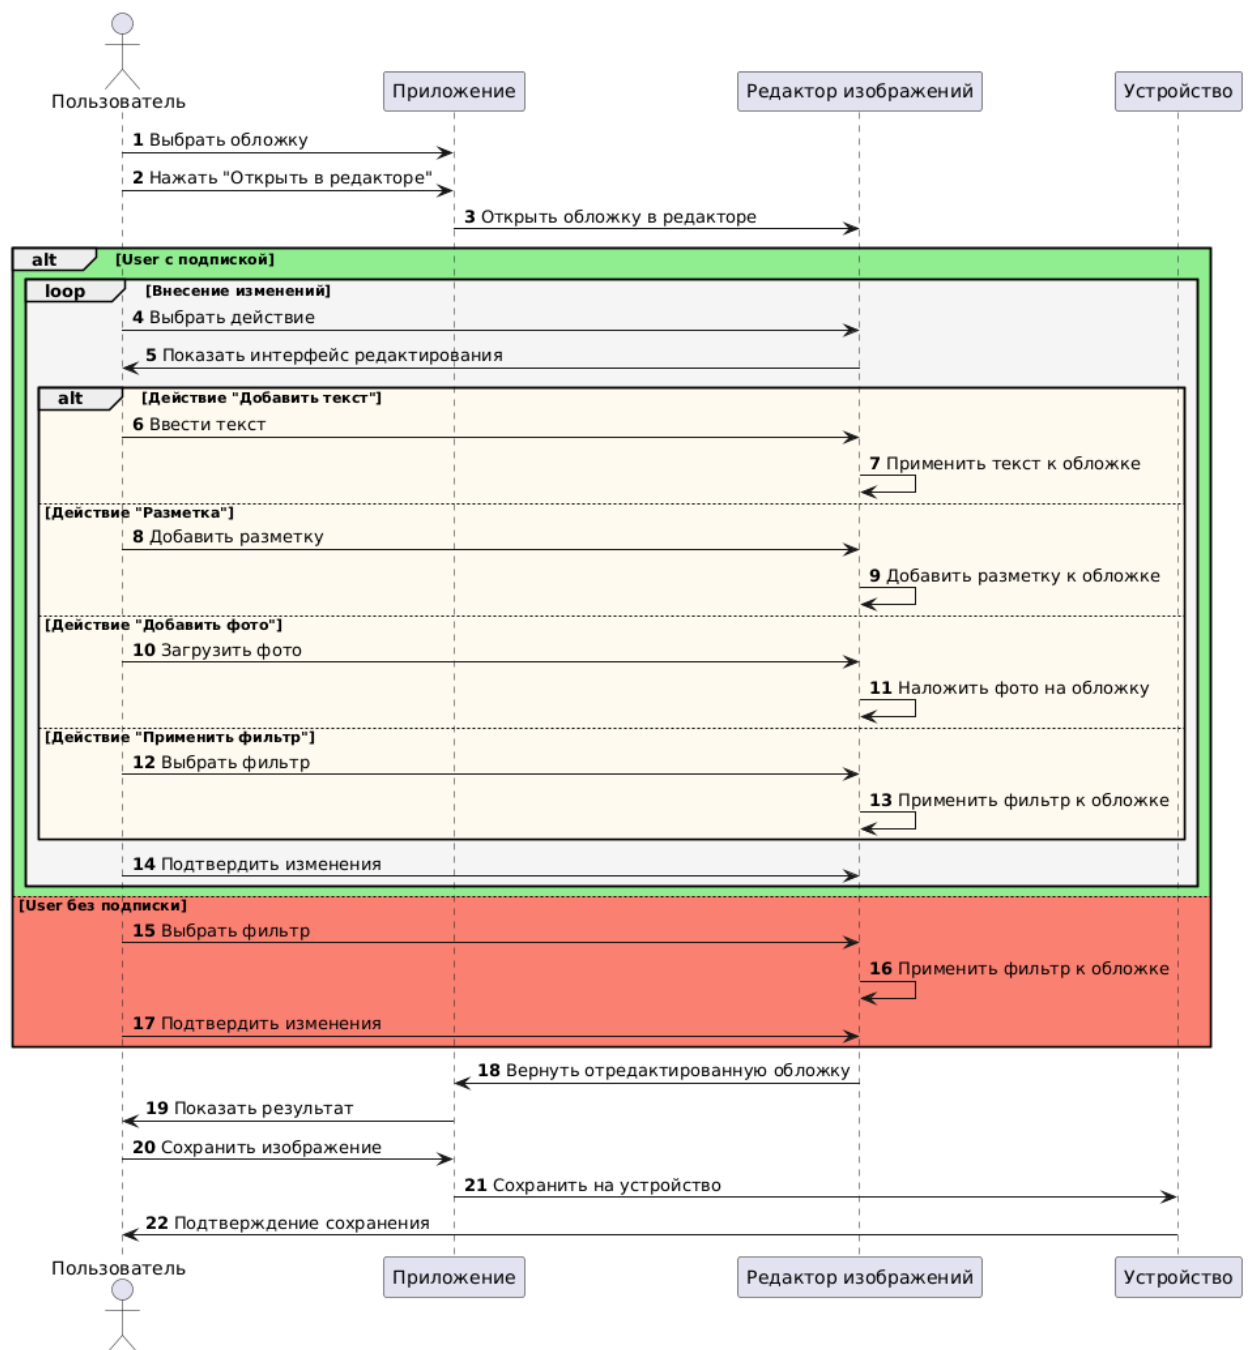 Пользователь
Приложение
Редактор изображений
Устройство
1 Выбрать обложку
2 Нажать "Открыть в редакторе"
3 Открыть обложку в редакторе
alt [User с подпиской]
loop [Внесение изменений]
4 Выбрать действие
5 Показать интерфейс редактирования
alt [Действие "Добавить текст"]
6 Ввести текст
7 Применить текст к обложке
[Действие "Разметка"]
8 Добавить разметку
9 Добавить разметку к обложке
[Действие "Добавить фото"]
10 Загрузить фото
11 Наложить фото на обложку
[Действие "Применить фильтр"]
12 Выбрать фильтр
13 Применить фильтр к обложке
14 Подтвердить изменения
[User без подписки]
15 Выбрать фильтр
16 Применить фильтр к обложке
17 Подтвердить изменения
18 Вернуть отредактированную обложку
19 Показать результат
20 Сохранить изображение
21 Сохранить на устройство
22 Подтверждение сохранения
Пользователь
Приложение
Редактор изображений
Устройство